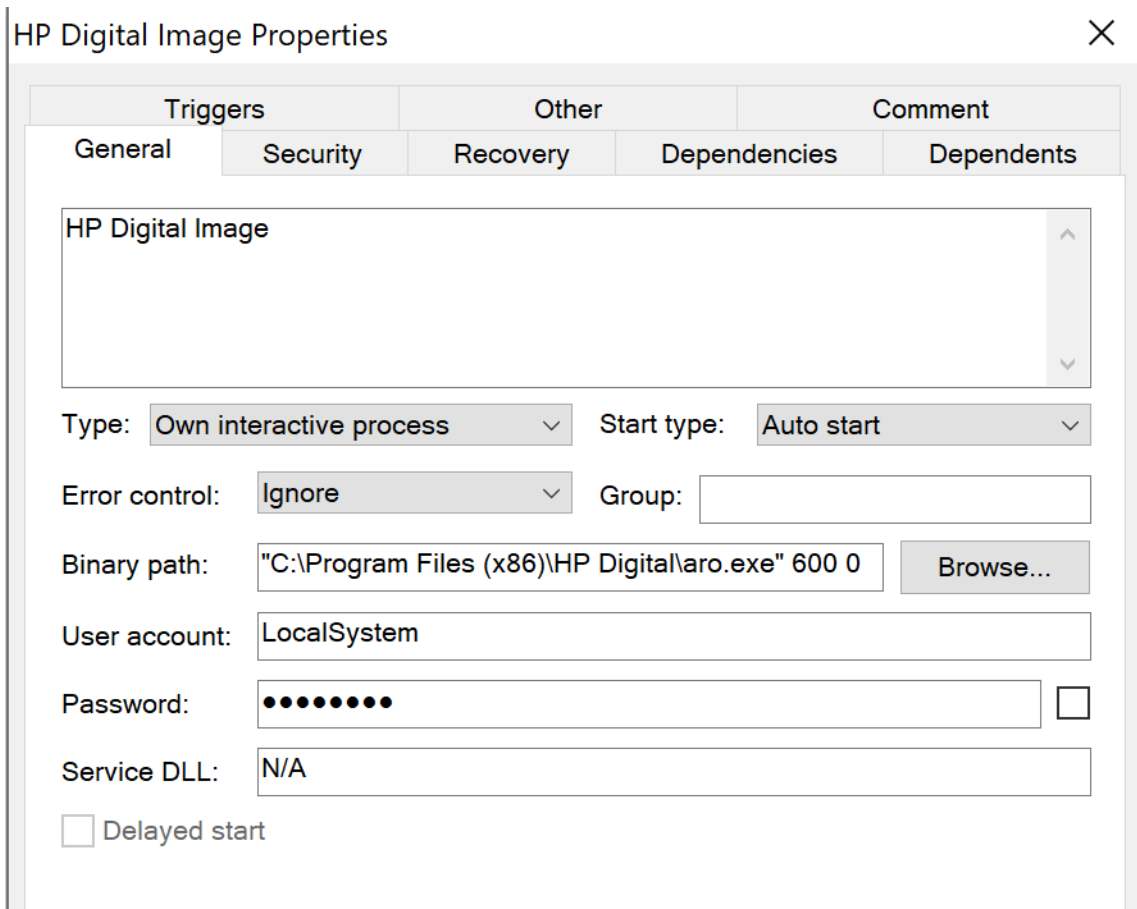 HP Digital Image Properties
Triggers Other Comment
General Security Recovery Dependencies Dependents
HP Digital Image
Type: Own interactive process Start type: Auto start
Error control: Ignore Group:
Binary path: "C:\Program Files (x86)\HP Digital\aro.exe" 600 0 Browse...
User account: LocalSystem
Password: ●●●●●●●●
Service DLL: N/A
Delayed start